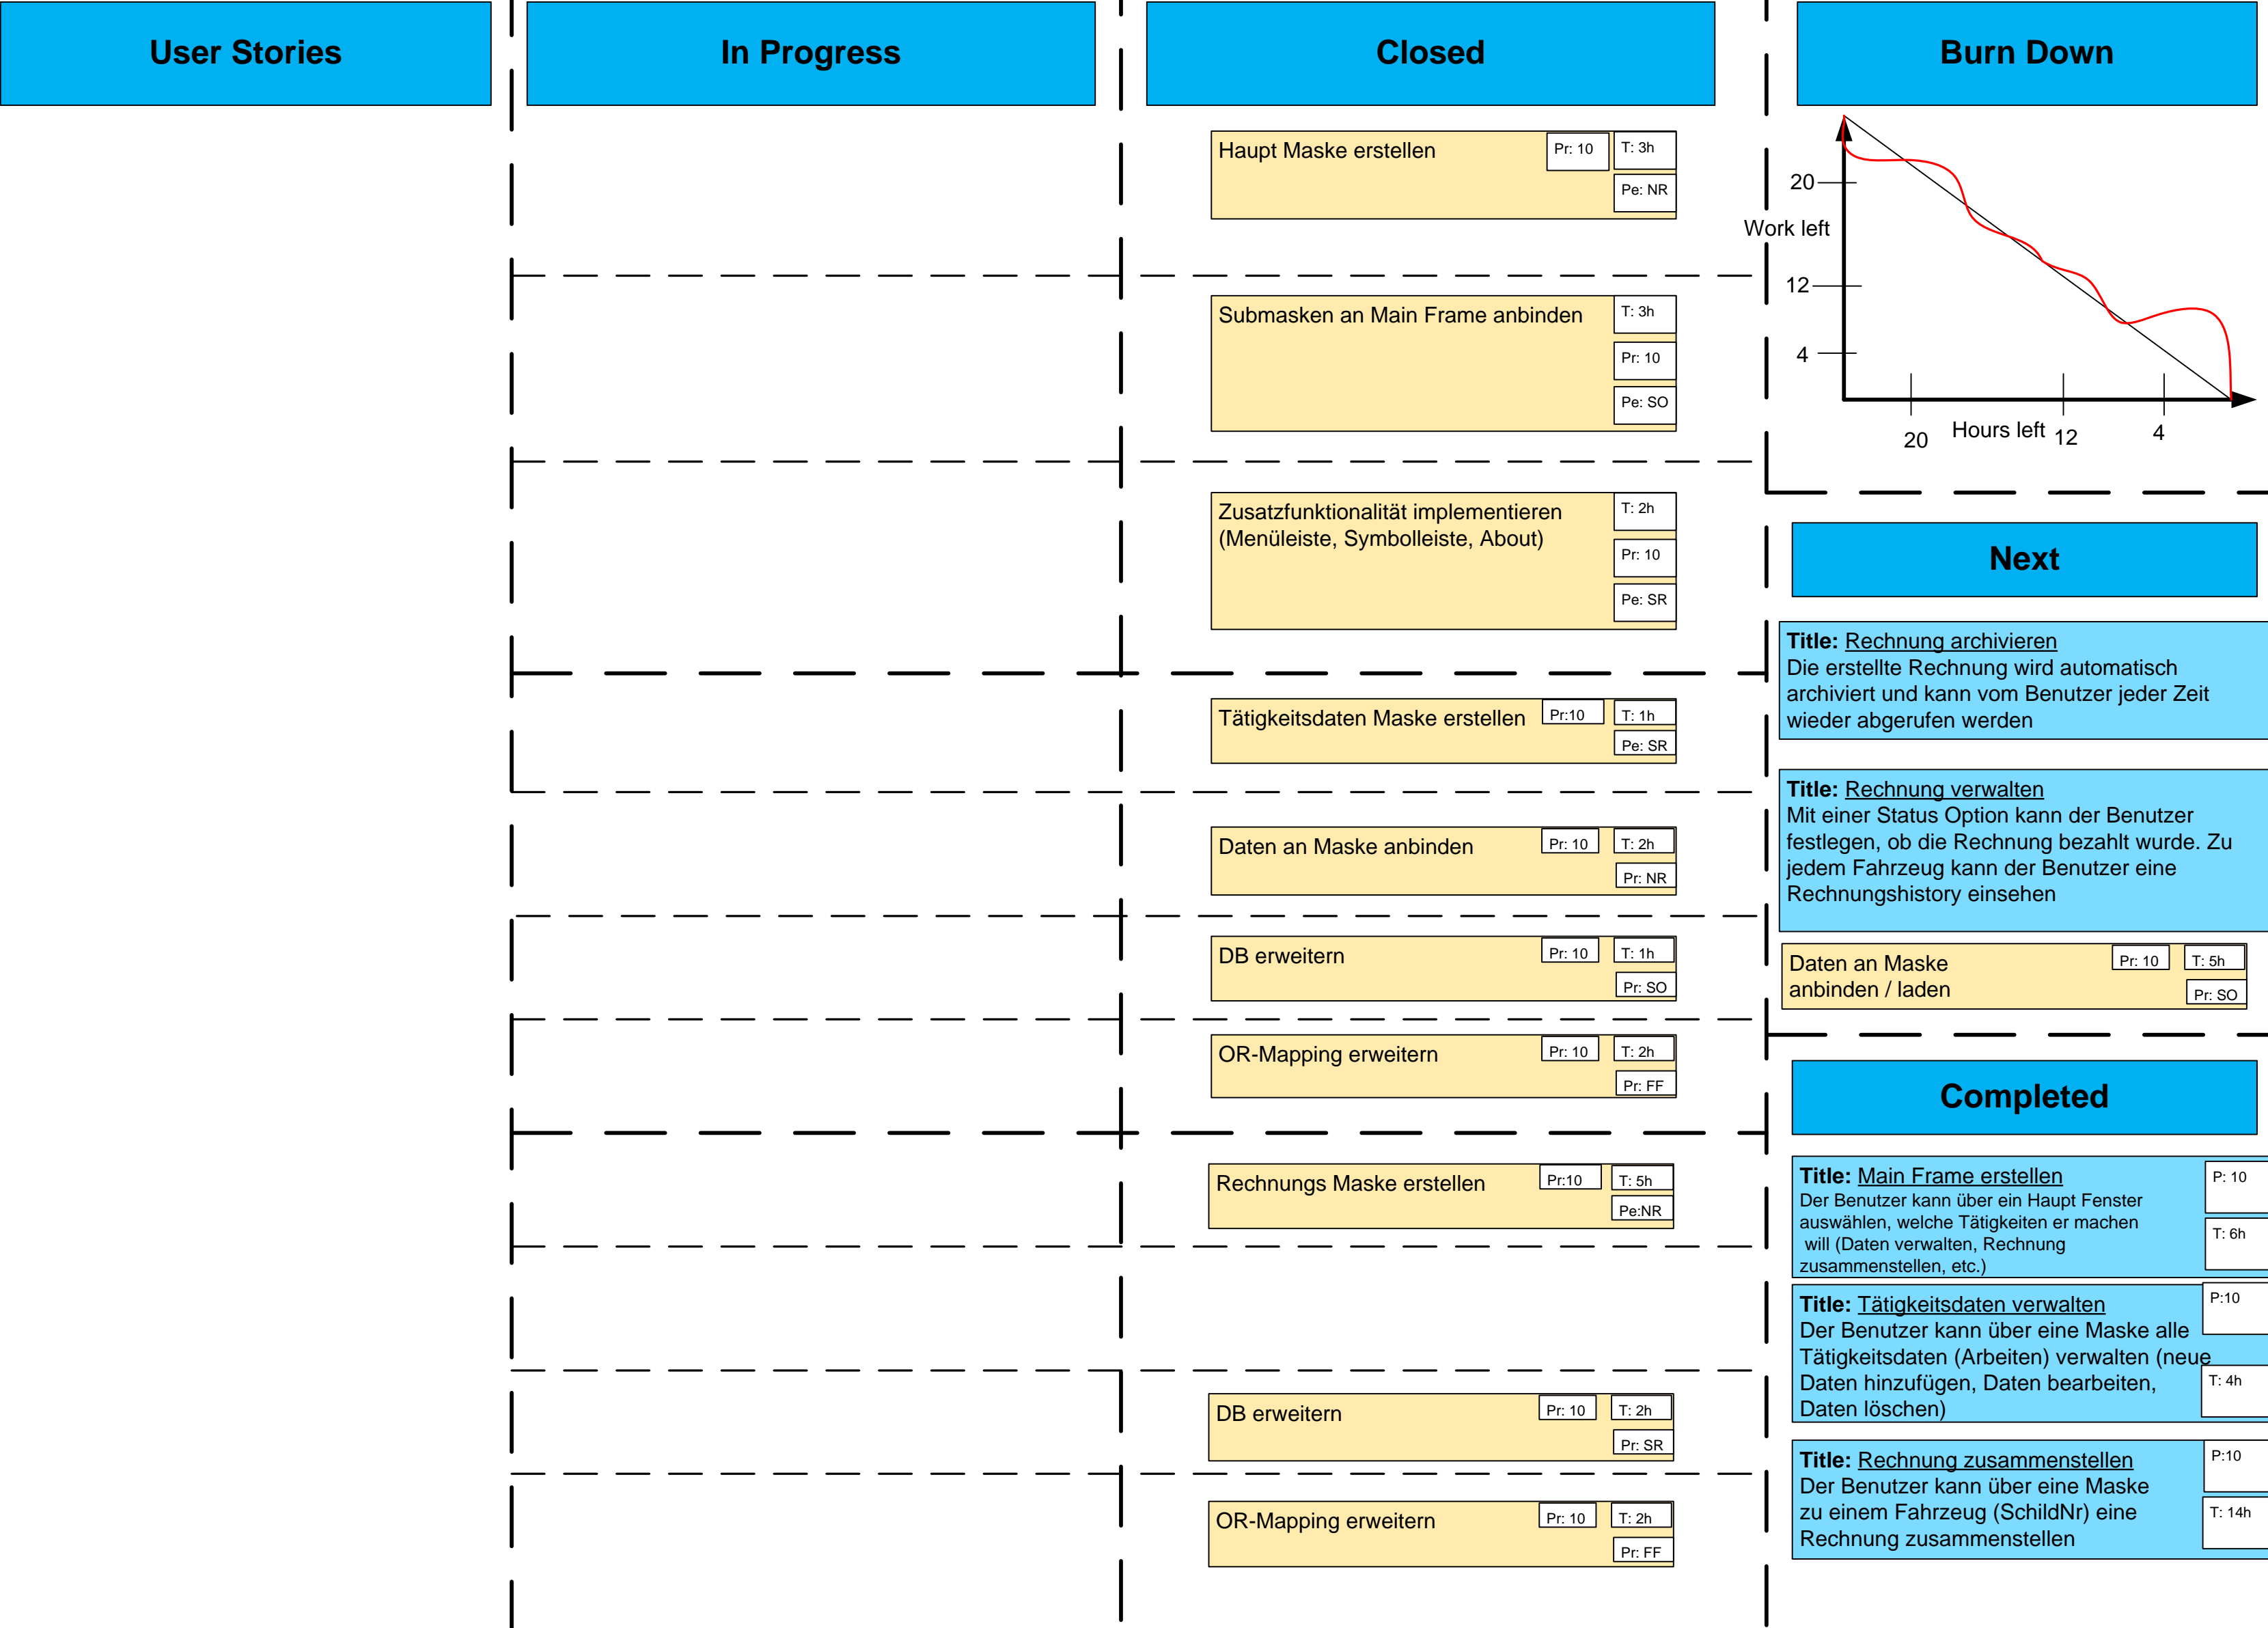 User Stories
In Progress
Closed
Burn Down
Haupt Maske erstellen
Pr: 10
T: 3h
Pe: NR
Submasken an Main Frame anbinden
T: 3h
Pr: 10
Pe: SO
Zusatzfunktionalität implementieren
(Menüleiste, Symbolleiste, About)
T: 2h
Pr: 10
Pe: SR
Tätigkeitsdaten Maske erstellen
Pr:10
T: 1h
Pe: SR
Daten an Maske anbinden
Pr: 10
T: 2h
Pr: NR
DB erweitern
Pr: 10
T: 1h
Pr: SO
OR-Mapping erweitern
Pr: 10
T: 2h
Pr: FF
Rechnungs Maske erstellen
Pr:10
T: 5h
Pe:NR
DB erweitern
Pr: 10
T: 2h
Pr: SR
OR-Mapping erweitern
Pr: 10
T: 2h
Pr: FF
20
Work left
12
4
20
Hours left
12
4
Next
Title: Rechnung archivieren
Die erstellte Rechnung wird automatisch
archiviert und kann vom Benutzer jeder Zeit
wieder abgerufen werden
Title: Rechnung verwalten
Mit einer Status Option kann der Benutzer
festlegen, ob die Rechnung bezahlt wurde. Zu
jedem Fahrzeug kann der Benutzer eine
Rechnungshistory einsehen
Daten an Maske
anbinden / laden
Pr: 10
T: 5h
Pr: SO
Completed
Title: Main Frame erstellen
Der Benutzer kann über ein Haupt Fenster
auswählen, welche Tätigkeiten er machen
will (Daten verwalten, Rechnung
zusammenstellen, etc.)
P: 10
T: 6h
Title: Tätigkeitsdaten verwalten
Der Benutzer kann über eine Maske alle
Tätigkeitsdaten (Arbeiten) verwalten (neue
Daten hinzufügen, Daten bearbeiten,
Daten löschen)
P:10
T: 4h
Title: Rechnung zusammenstellen
Der Benutzer kann über eine Maske
zu einem Fahrzeug (SchildNr) eine
Rechnung zusammenstellen
P:10
T: 14h